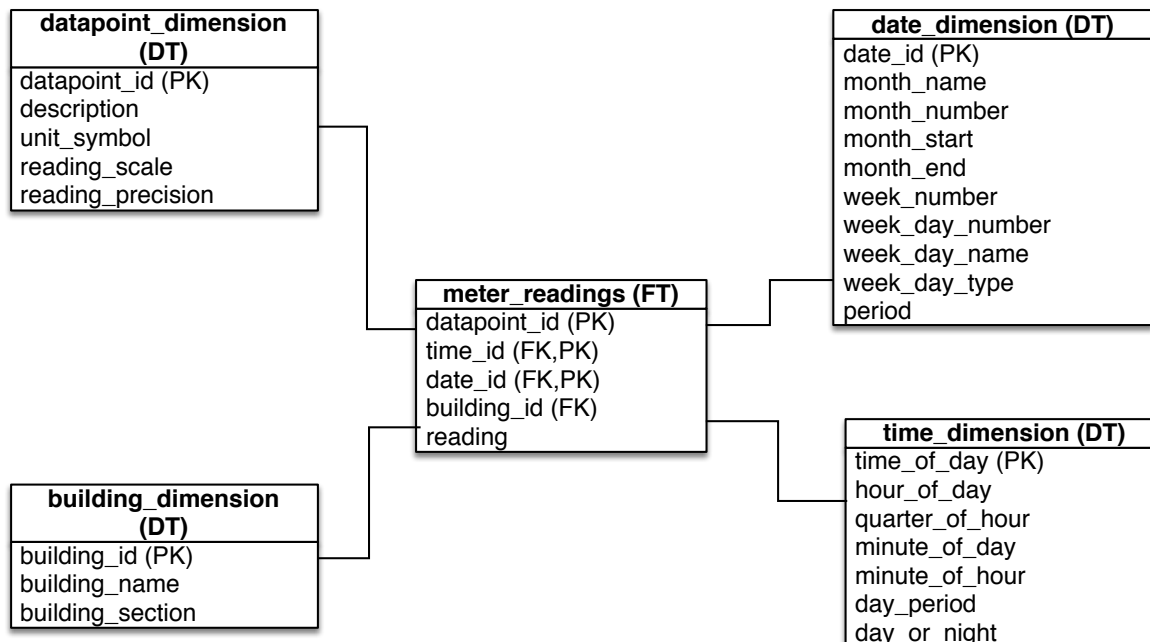 datapoint_dimension
(DT)
datapoint_id (PK)
description
unit_symbol
reading_scale
reading_precision
date_dimension (DT)
date_id (PK)
month_name
month_number
month_start
month_end
week_number
week_day_number
week_day_name
week_day_type
period
meter_readings (FT)
datapoint_id (PK)
time_id (FK,PK)
date_id (FK,PK)
building_id (FK)
reading
building_dimension
(DT)
building_id (PK)
building_name
building_section
time_dimension (DT)
time_of_day (PK)
hour_of_day
quarter_of_hour
minute_of_day
minute_of_hour
day_period
day_or_night